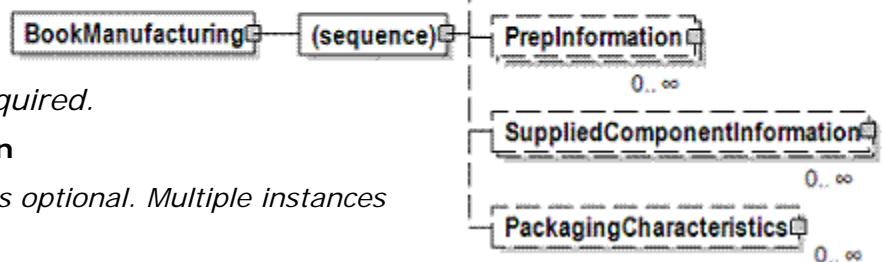 BookManufacturing (sequence) PrepInformation
0.. ∞
quired.
SuppliedComponentInformation
n
0.. ∞
s optional. Multiple instances
PackagingCharacteristics
0.. ∞